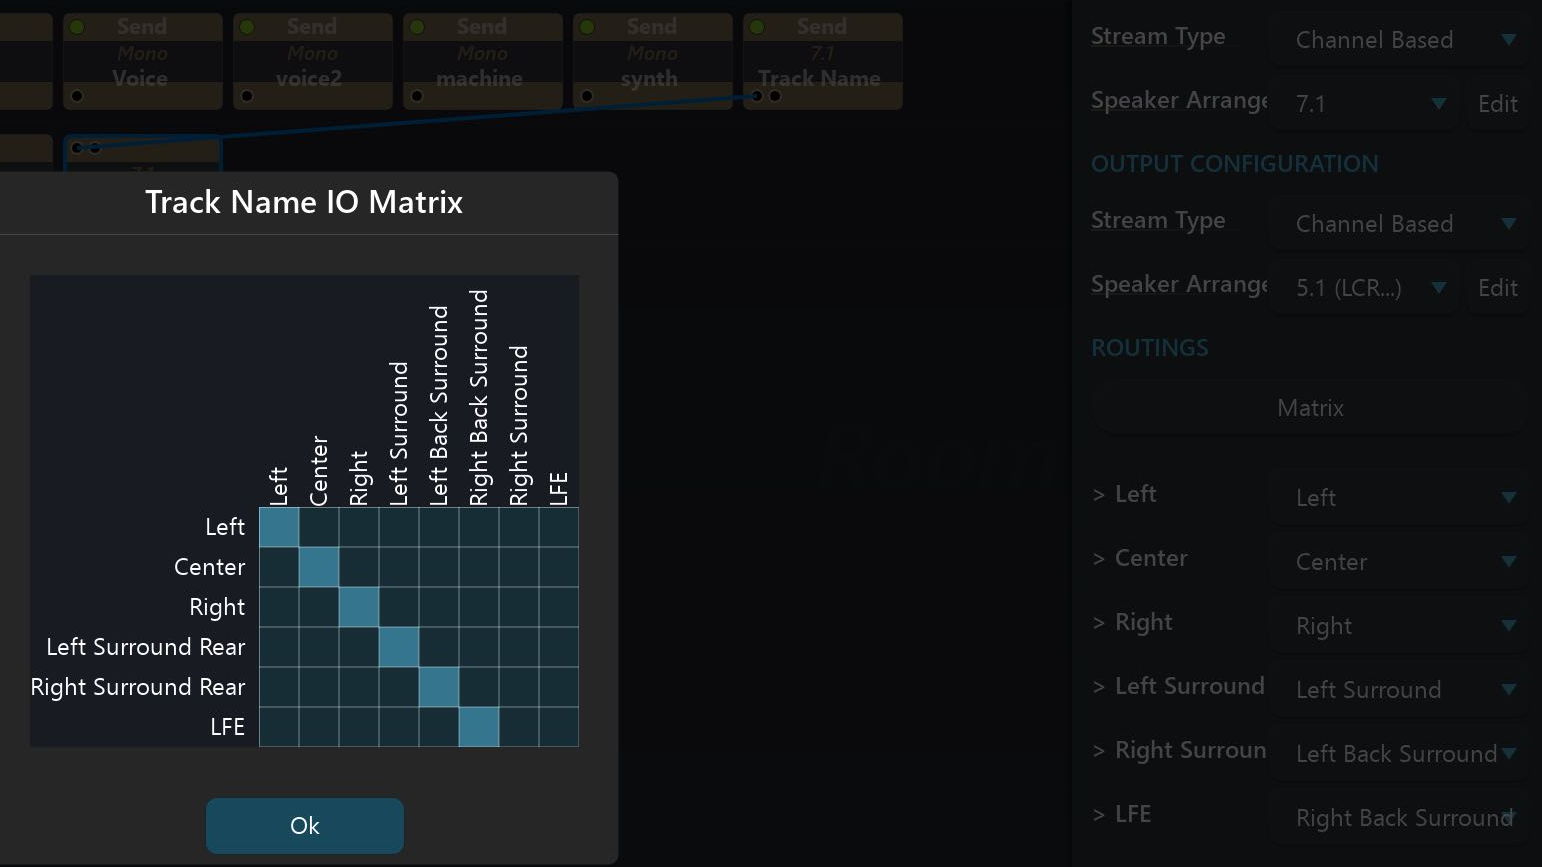 Send
Mono
Voice
Send
Mono
voice2
Send
Mono
machine
Send
Mono
synth
Send
7.1
Track Name
7.1
Track Name IO Matrix
Left
Center
Right
Left Surround
Left Back Surround
Right Back Surround
Right Surround
LFE
Left
Center
Right
Left Surround Rear
Right Surround Rear
LFE
Ok
Stream Type
Channel Based
Speaker Arrange
7.1
Edit
OUTPUT CONFIGURATION
Stream Type
Channel Based
Speaker Arrange
5.1 (LCR...)
Edit
ROUTINGS
Matrix
> Left
Left
> Center
Center
> Right
Right
> Left Surround
Left Surround
> Right Surroun
Left Back Surround
> LFE
Right Back Surround